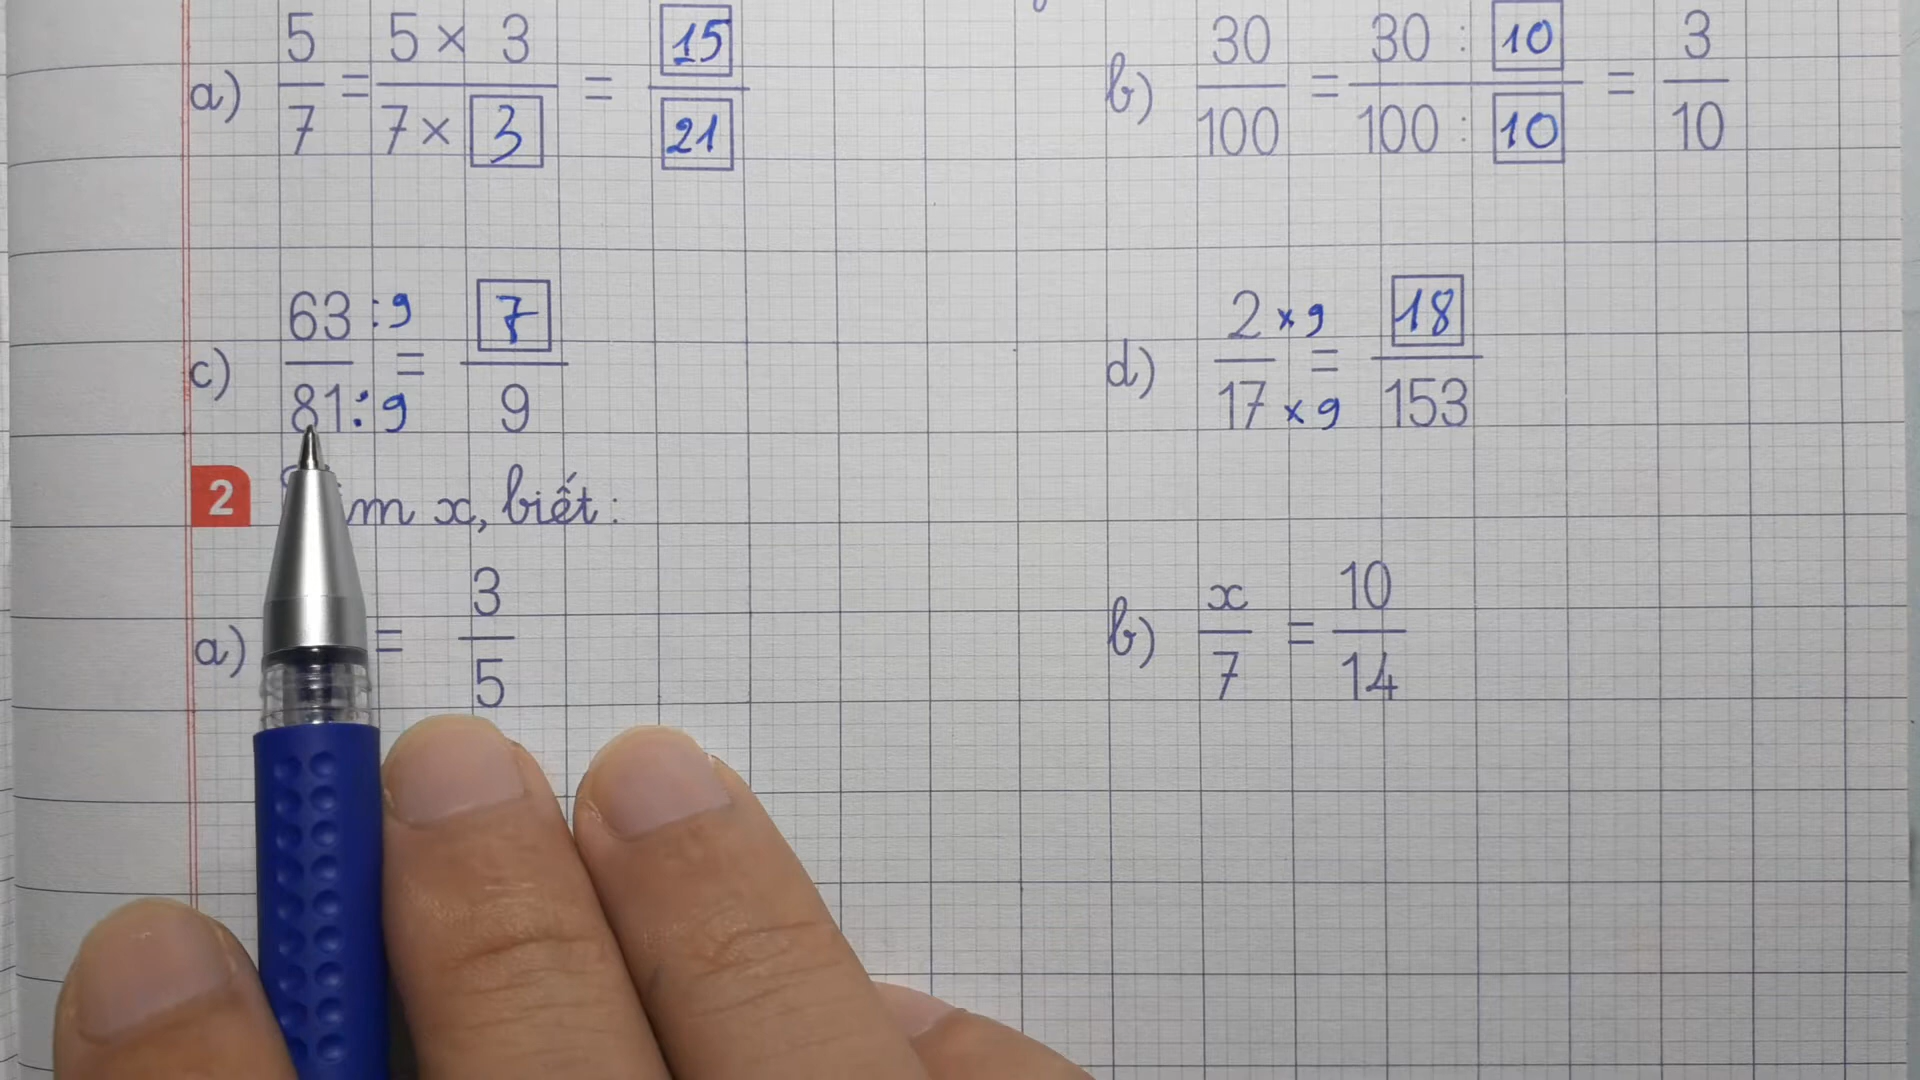 a) 5/7 = 5 × 3 / 7 × 3 = 15/21
b) 30/100 = 30 : 10 / 100 : 10 = 3/10
c) 63 : 9 / 81 : 9 = 7/9
d) 2 × 9 / 17 × 9 = 18/153
2 x, biết:
a) = 3/5
b) x/7 = 10/14